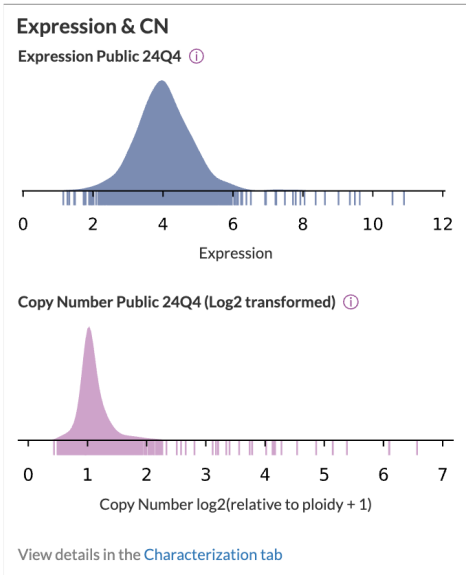 Expression & CN
Expression Public 24Q4 ⓘ
0 2 4 6 8 10 12
Expression
Copy Number Public 24Q4 (Log2 transformed) ⓘ
0 1 2 3 4 5 6 7
Copy Number log2(relative to ploidy + 1)
View details in the Characterization tab